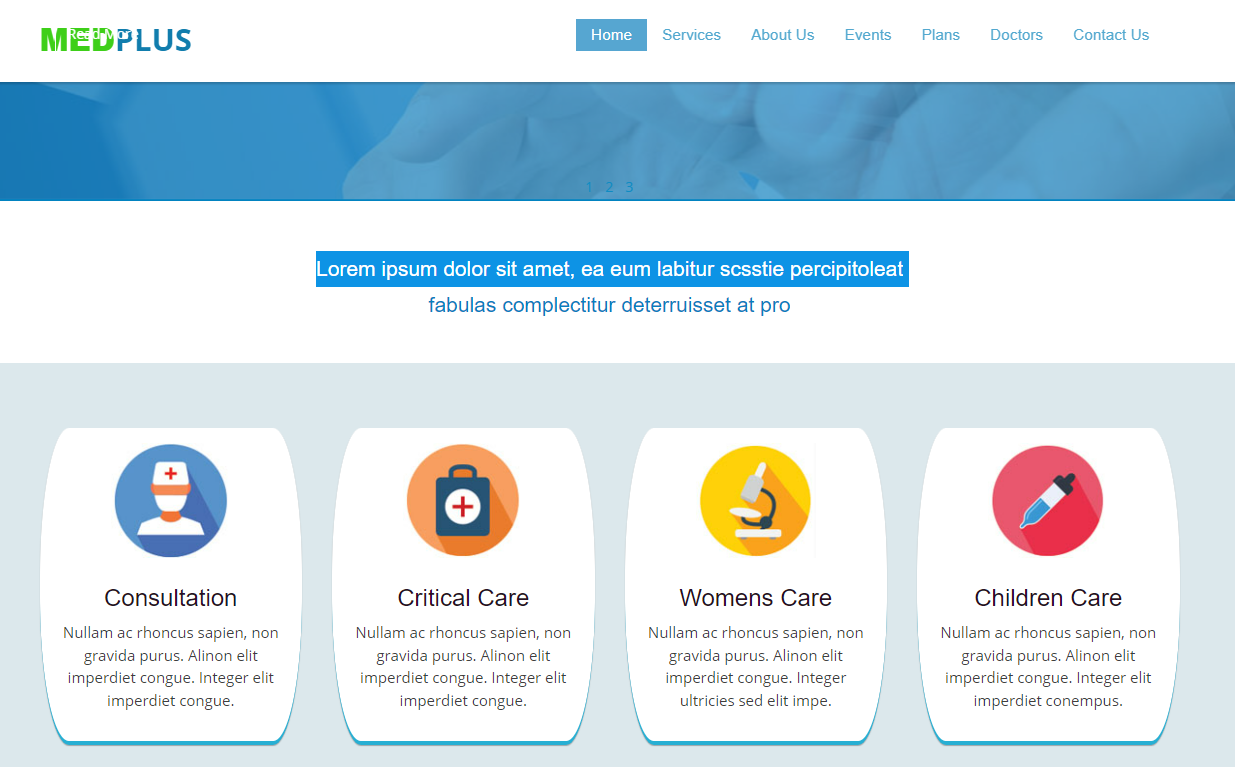 MEDPLUS
Read More
Home Services About Us Events Plans Doctors Contact Us
1 2 3
Lorem ipsum dolor sit amet, ea eum labitur scsstie percipitoleat
fabulas complectitur deterruisset at pro
Consultation
Nullam ac rhoncus sapien, non
gravida purus. Alinon elit
imperdiet congue. Integer elit
imperdiet congue.
Critical Care
Nullam ac rhoncus sapien, non
gravida purus. Alinon elit
imperdiet congue. Integer elit
imperdiet congue.
Womens Care
Nullam ac rhoncus sapien, non
gravida purus. Alinon elit
imperdiet congue. Integer
ultricies sed elit impe.
Children Care
Nullam ac rhoncus sapien, non
gravida purus. Alinon elit
imperdiet congue. Integer elit
imperdiet conempus.